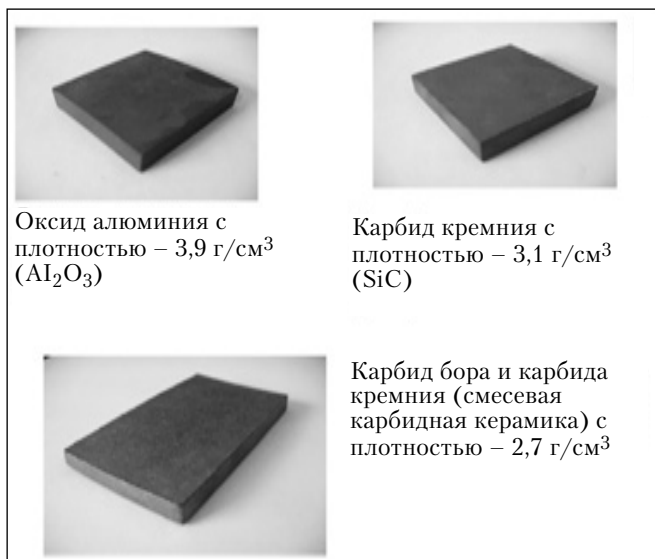 Оксид алюминия с
плотностью – 3,9 г/см³
(AI₂O₃)
Карбид кремния с
плотностью – 3,1 г/см³
(SiC)
Карбид бора и карбида
кремния (смесевая
карбидная керамика) с
плотностью – 2,7 г/см³